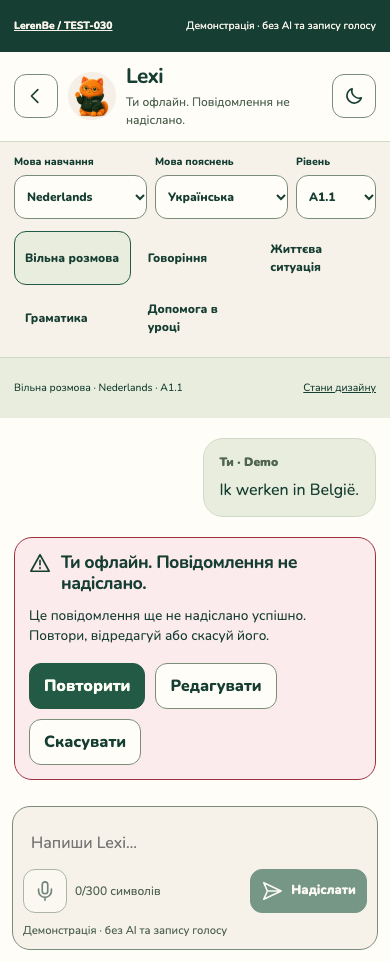 LerenBe / TEST-030
Демонстрація · без AI та запису голосу
Lexi
Ти офлайн. Повідомлення не
надіслано.
Мова навчання
Мова пояснень
Рівень
Nederlands
Українська
A1.1
Вільна розмова
Говоріння
Життєва
ситуація
Граматика
Допомога в
уроці
Вільна розмова · Nederlands · A1.1
Стани дизайну
Ти · Demo
Ik werken in België.
Ти офлайн. Повідомлення не
надіслано.
Це повідомлення ще не надіслано успішно.
Повтори, відредагуй або скасуй його.
Повторити
Редагувати
Скасувати
Напиши Lexi...
0/300 символів
Надіслати
Демонстрація · без AI та запису голосу